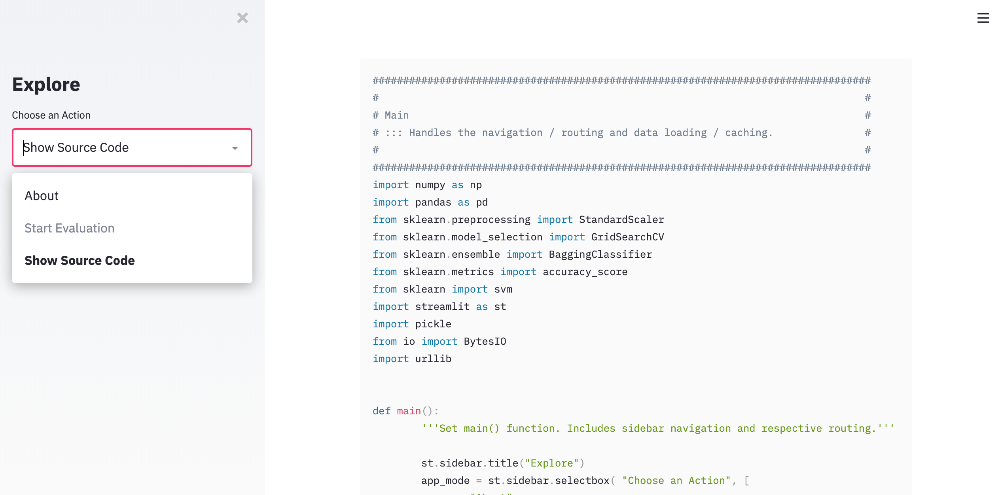 Explore
Choose an Action
Show Source Code
About
Start Evaluation
Show Source Code
##################################################################################
#                                                                                #
# Main                                                                           #
# ::: Handles the navigation / routing and data loading / caching.               #
#                                                                                #
##################################################################################
import numpy as np
import pandas as pd
from sklearn.preprocessing import StandardScaler
from sklearn.model_selection import GridSearchCV
from sklearn.ensemble import BaggingClassifier
from sklearn.metrics import accuracy_score
from sklearn import svm
import streamlit as st
import pickle
from io import BytesIO
import urllib
def main():
        '''Set main() function. Includes sidebar navigation and respective routing.'''
        st.sidebar.title("Explore")
        app_mode = st.sidebar.selectbox( "Choose an Action", [